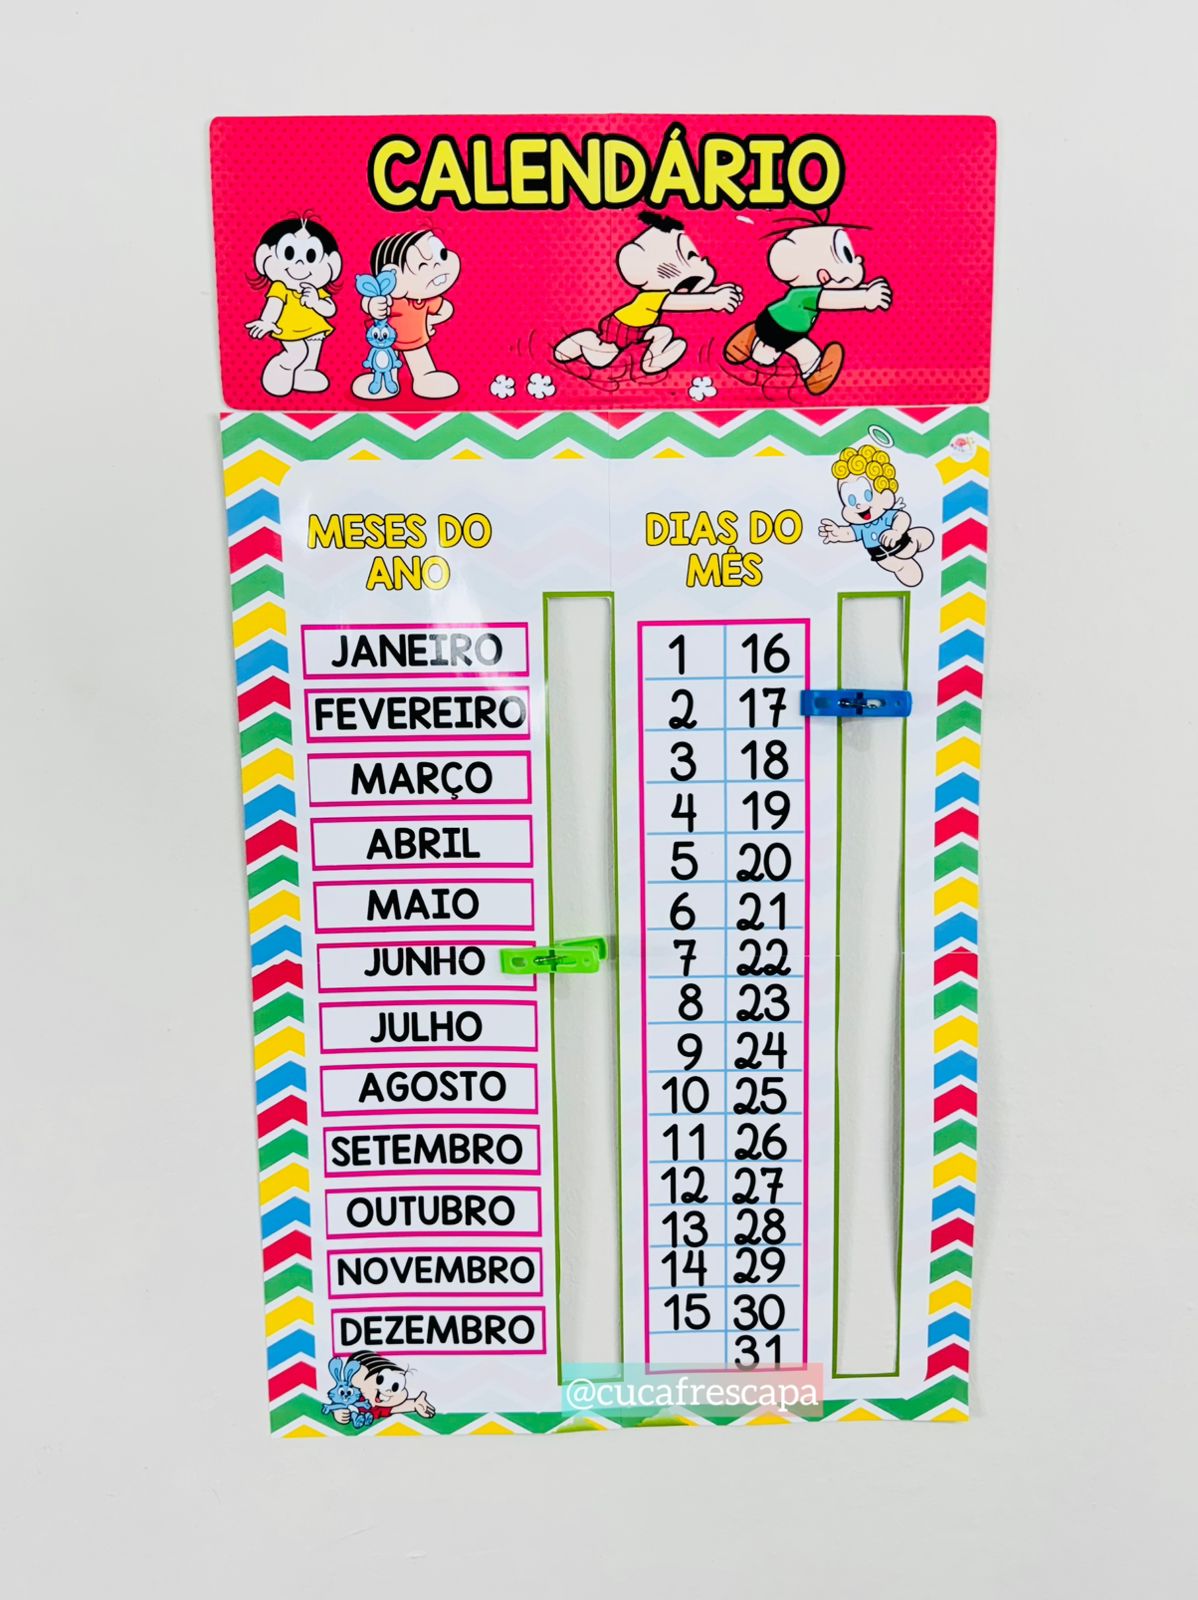 CALENDÁRIO
MESES DO
ANO
JANEIRO
FEVEREIRO
MARÇO
ABRIL
MAIO
JUNHO
JULHO
AGOSTO
SETEMBRO
OUTUBRO
NOVEMBRO
DEZEMBRO
DIAS DO
MÊS
1 16
2 17
3 18
4 19
5 20
6 21
7 22
8 23
9 24
10 25
11 26
12 27
13 28
14 29
15 30
31
@cucafrescapa